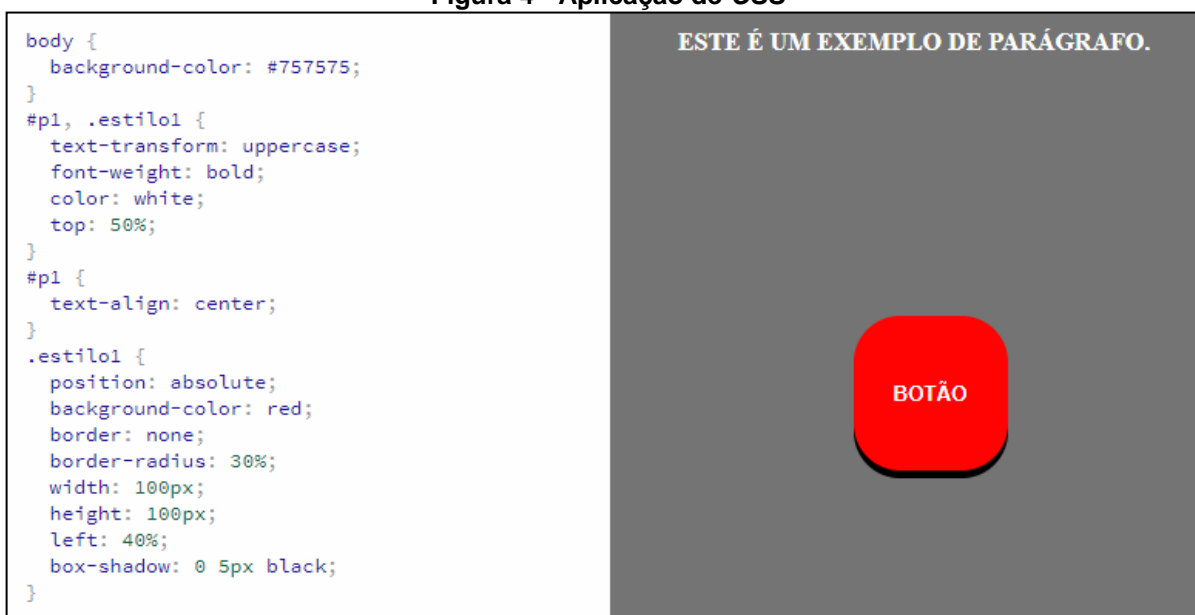 Figura 4 - Aplicação do CSS
body {
  background-color: #757575;
}
#p1, .estilo1 {
  text-transform: uppercase;
  font-weight: bold;
  color: white;
  top: 50%;
}
#p1 {
  text-align: center;
}
.estilo1 {
  position: absolute;
  background-color: red;
  border: none;
  border-radius: 30%;
  width: 100px;
  height: 100px;
  left: 40%;
  box-shadow: 0 5px black;
}
ESTE É UM EXEMPLO DE PARÁGRAFO.
BOTÃO